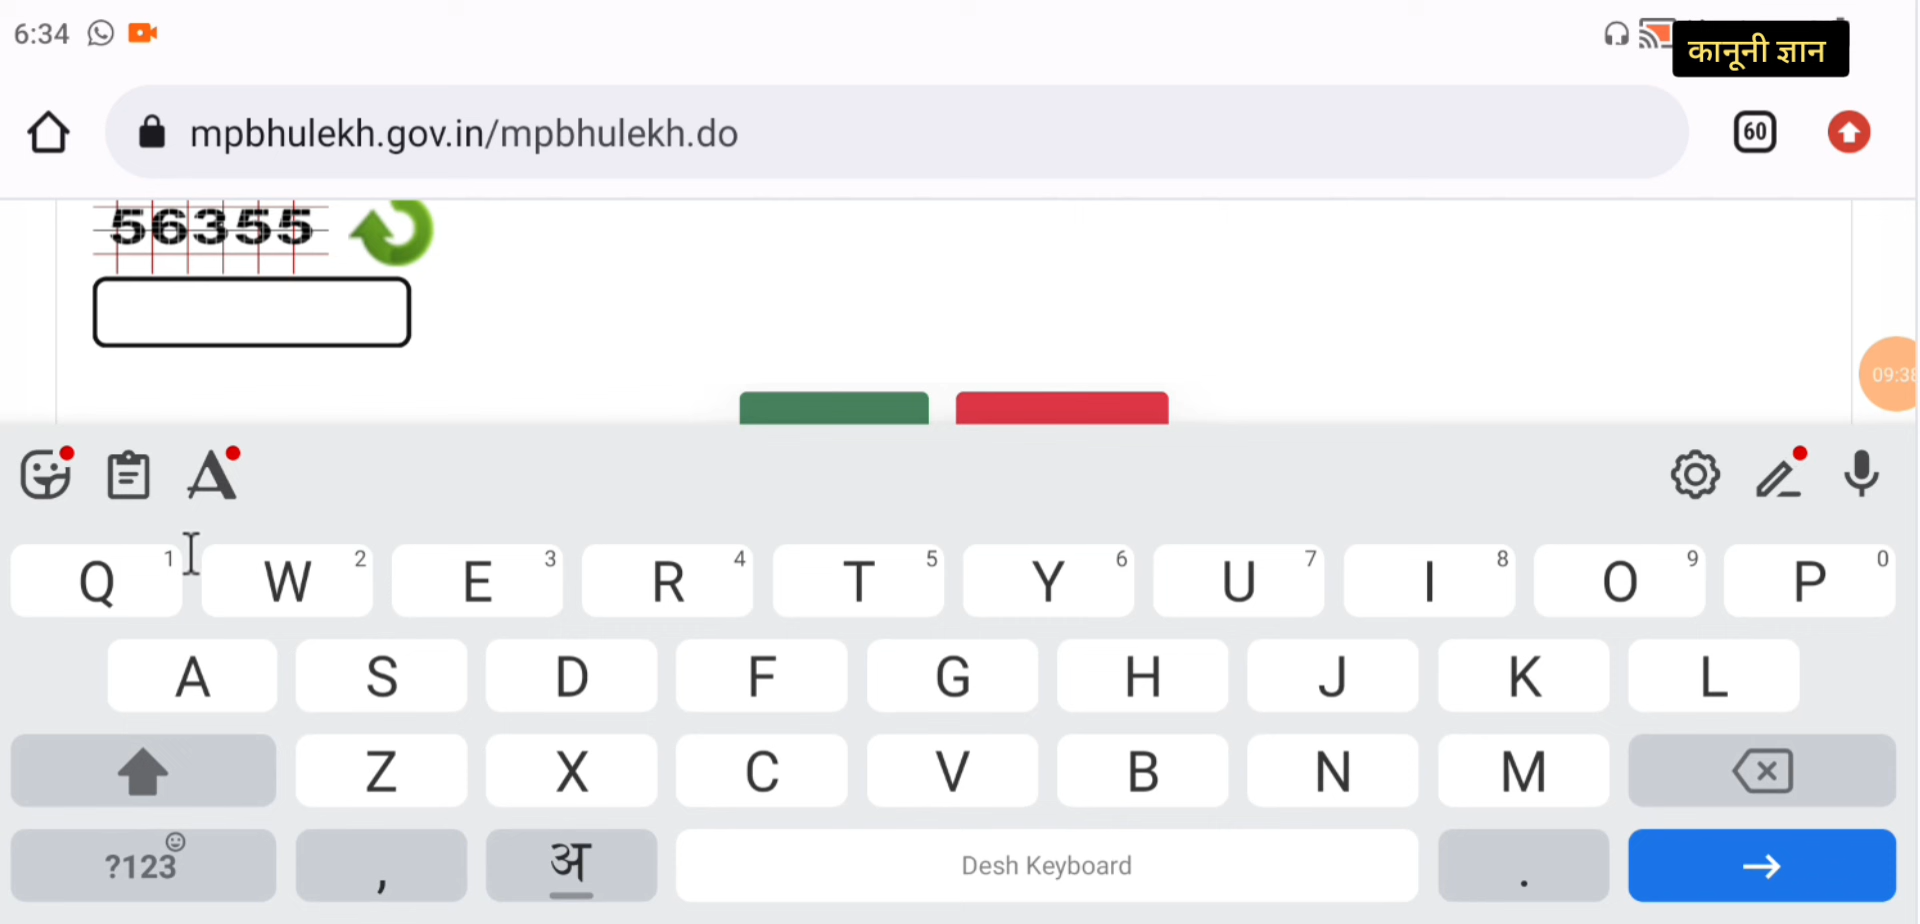 6:34
कानूनी ज्ञान
mpbhulekh.gov.in/mpbhulekh.do
60
56355
09:38
Q 1 W 2 E 3 R 4 T 5 Y 6 U 7 I 8 O 9 P 0
A S D F G H J K L
Z X C V B N M
?123 , अ Desh Keyboard .